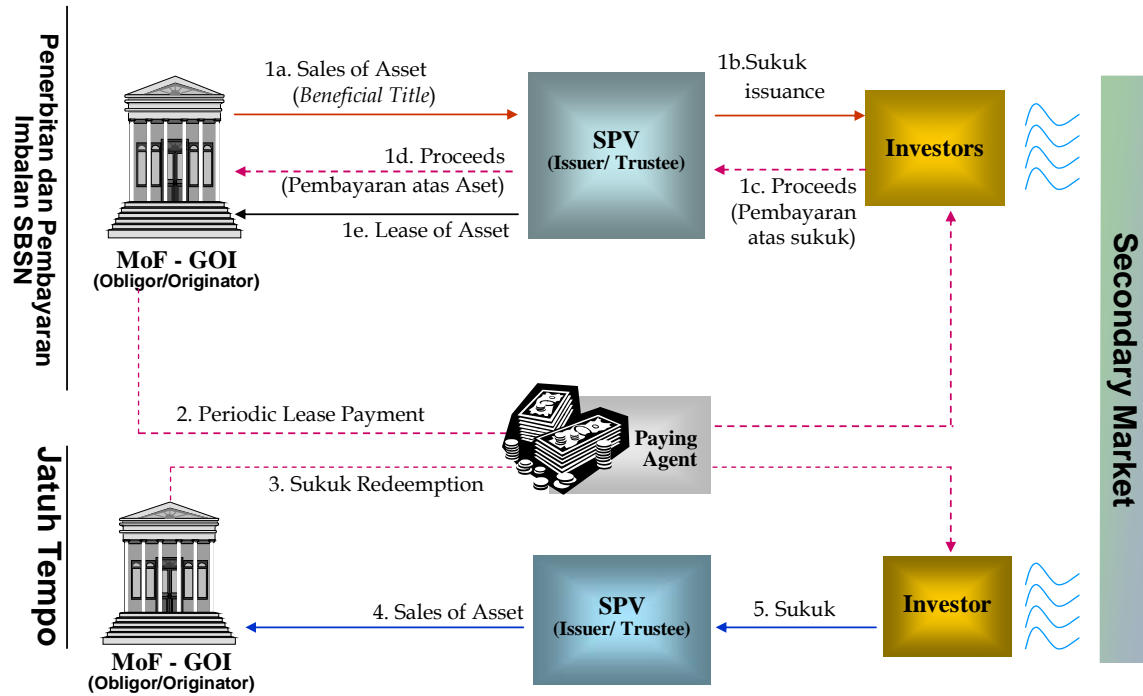 Penerbitan dan Pembayaran
Imbalan SBSN
1a. Sales of Asset
(Beneficial Title)
1b.Sukuk
issuance
SPV
(Issuer/ Trustee)
Investors
1d. Proceeds
(Pembayaran atas Aset)
1c. Proceeds
(Pembayaran
atas sukuk)
1e. Lease of Asset
MoF - GOI
(Obligor/Originator)
Secondary Market
2. Periodic Lease Payment
Paying
Agent
Jatuh Tempo
3. Sukuk Redeemption
4. Sales of Asset
SPV
(Issuer/ Trustee)
5. Sukuk
Investor
MoF - GOI
(Obligor/Originator)